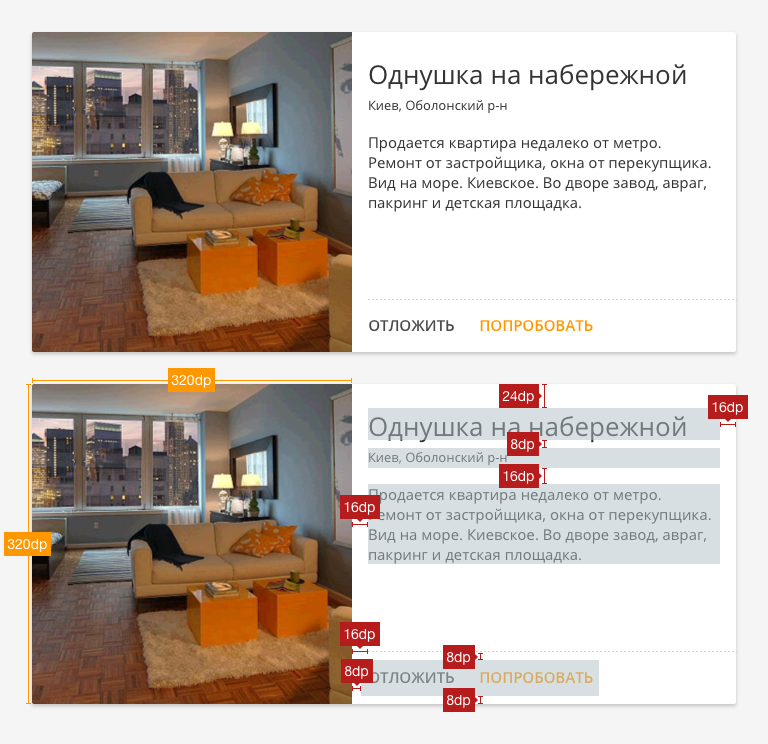 Однушка на набережной
Киев, Оболонский р-н
Продается квартира недалеко от метро.
Ремонт от застройщика, окна от перекупщика.
Вид на море. Киевское. Во дворе завод, авраг,
пакринг и детская площадка.
ОТЛОЖИТЬ ПОПРОБОВАТЬ
320dp
24dp
16dp
Однушка на набережной
8dp
Киев, Оболонский р-н
16dp
Продается квартира недалеко от метро.
16dp
Ремонт от застройщика, окна от перекупщика.
Вид на море. Киевское. Во дворе завод, авраг,
320dp
пакринг и детская площадка.
16dp
8dp
8dp
ОТЛОЖИТЬ ПОПРОБОВАТЬ
8dp